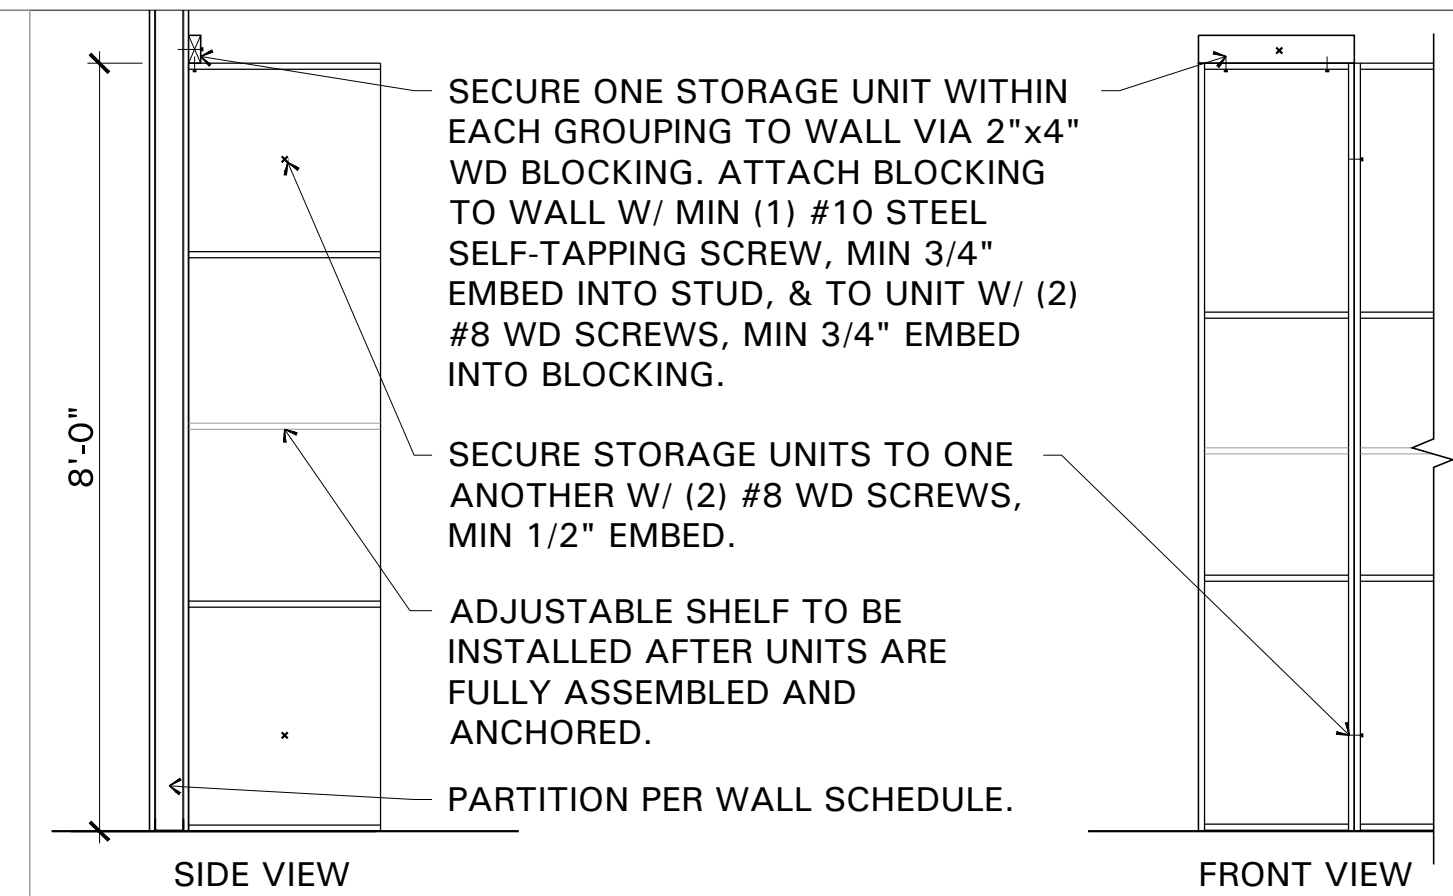 SECURE ONE STORAGE UNIT WITHIN
EACH GROUPING TO WALL VIA 2"x4"
WD BLOCKING. ATTACH BLOCKING
TO WALL W/ MIN (1) #10 STEEL
SELF-TAPPING SCREW, MIN 3/4"
EMBED INTO STUD, & TO UNIT W/ (2)
#8 WD SCREWS, MIN 3/4" EMBED
INTO BLOCKING.
8'-0"
SECURE STORAGE UNITS TO ONE
ANOTHER W/ (2) #8 WD SCREWS,
MIN 1/2" EMBED.
ADJUSTABLE SHELF TO BE
INSTALLED AFTER UNITS ARE
FULLY ASSEMBLED AND
ANCHORED.
PARTITION PER WALL SCHEDULE.
SIDE VIEW
FRONT VIEW